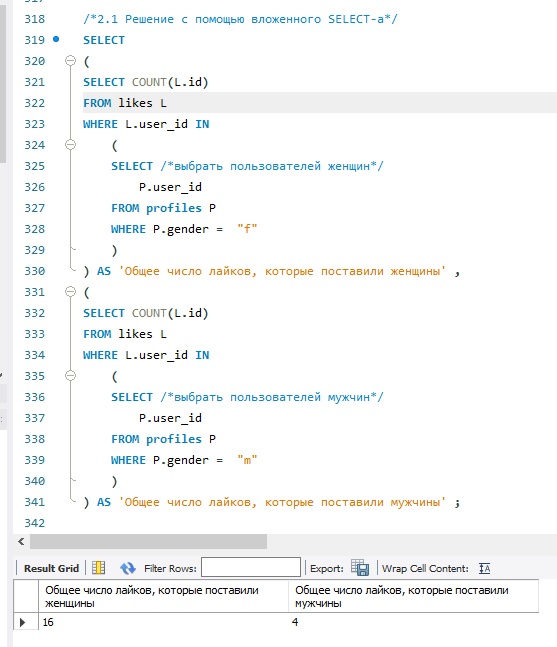 317
318 /*2.1 Решение с помощью вложенного SELECT-а*/
319 SELECT
320 (
321 SELECT COUNT(L.id)
322 FROM likes L
323 WHERE L.user_id IN
324 (
325 SELECT /*выбрать пользователей женщин*/
326 P.user_id
327 FROM profiles P
328 WHERE P.gender = "f"
329 )
330 ) AS 'Общее число лайков, которые поставили женщины' ,
331 (
332 SELECT COUNT(L.id)
333 FROM likes L
334 WHERE L.user_id IN
335 (
336 SELECT /*выбрать пользователей мужчин*/
337 P.user_id
338 FROM profiles P
339 WHERE P.gender = "m"
340 )
341 ) AS 'Общее число лайков, которые поставили мужчины' ;
342
Result Grid Filter Rows: Export: Wrap Cell Content:
Общее число лайков, которые поставили женщины
Общее число лайков, которые поставили мужчины
16 4